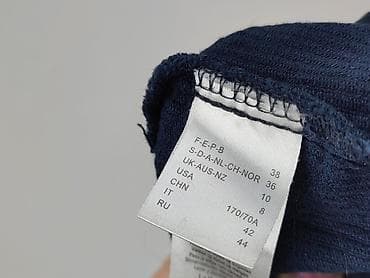 F-E-P-B 38
S-D-A-NL-CH-NOR 36
UK-AUS-NZ 10
USA 8
CHN 170/70A
IT 42
RU 44